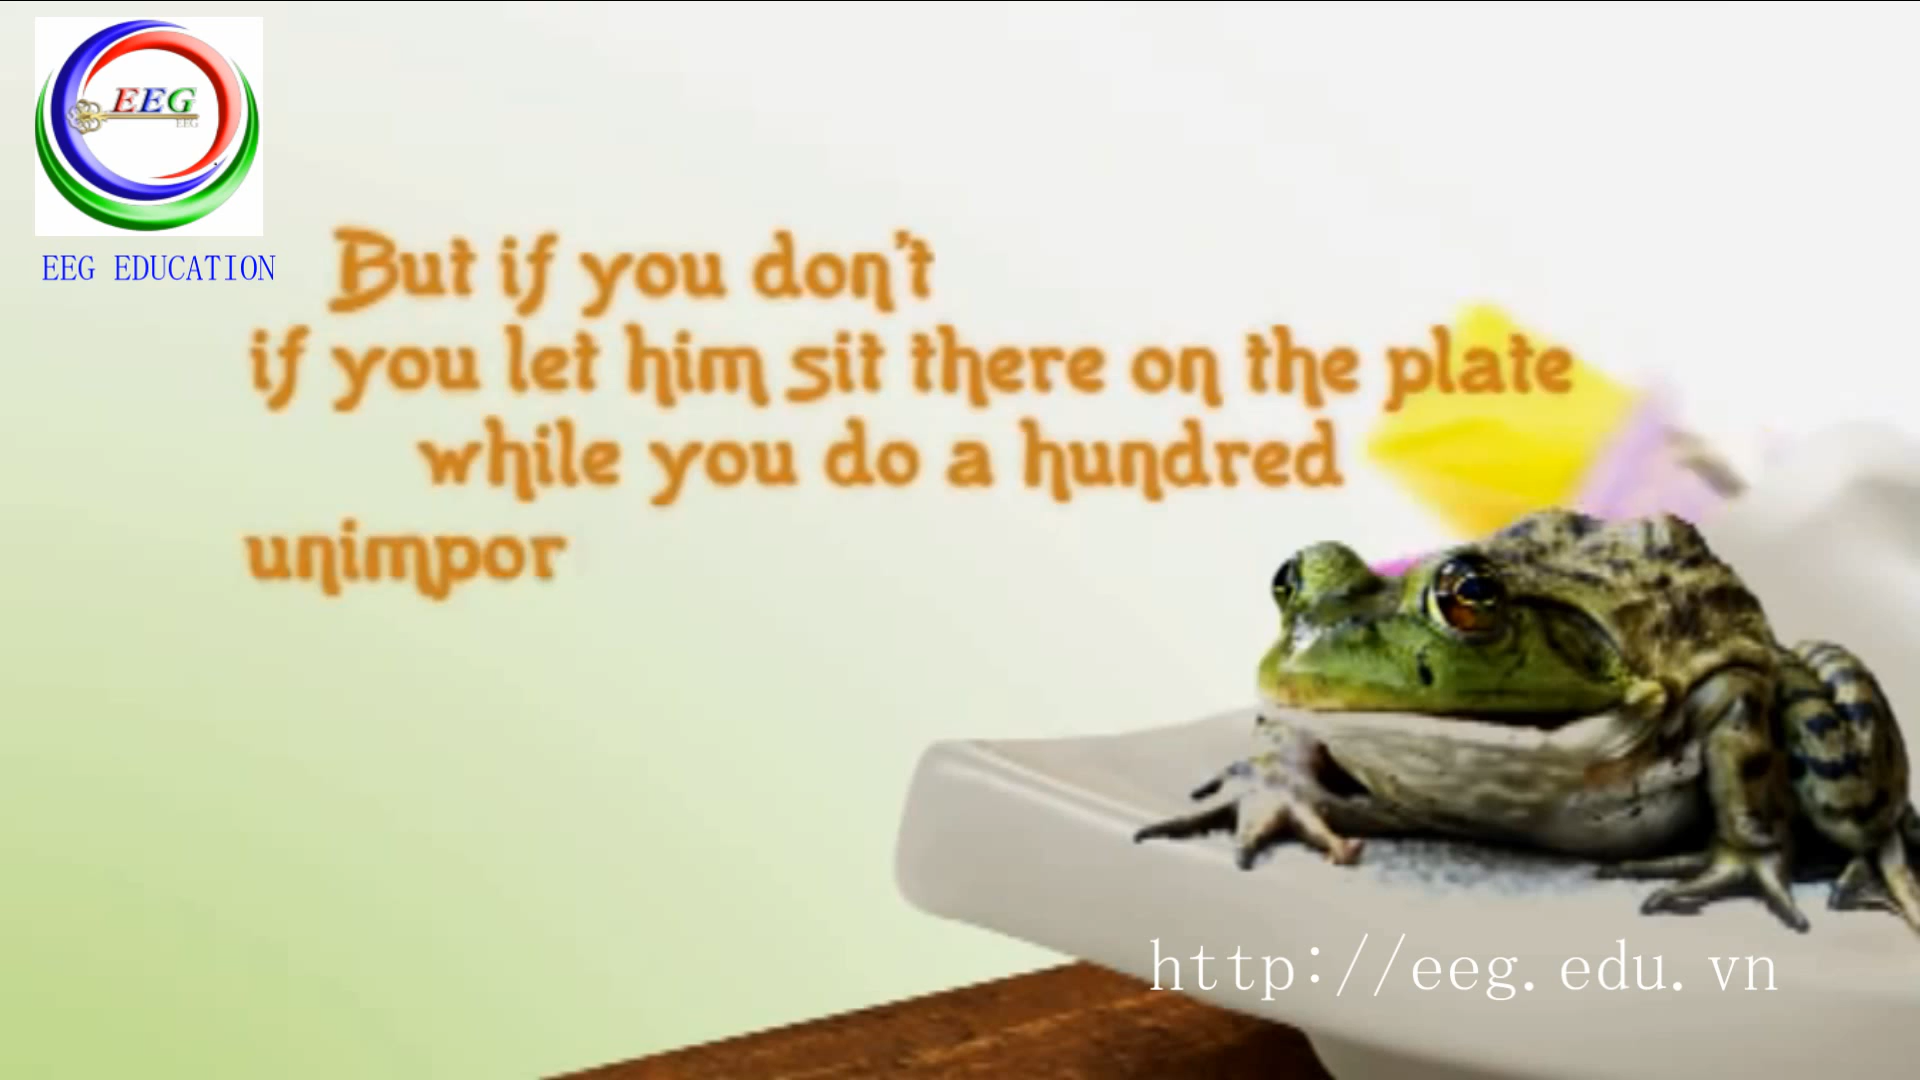 EEG
EEG
EEG EDUCATION
But if you don't
if you let him sit there on the plate
while you do a hundred
unimpor
http://eeg.edu.vn